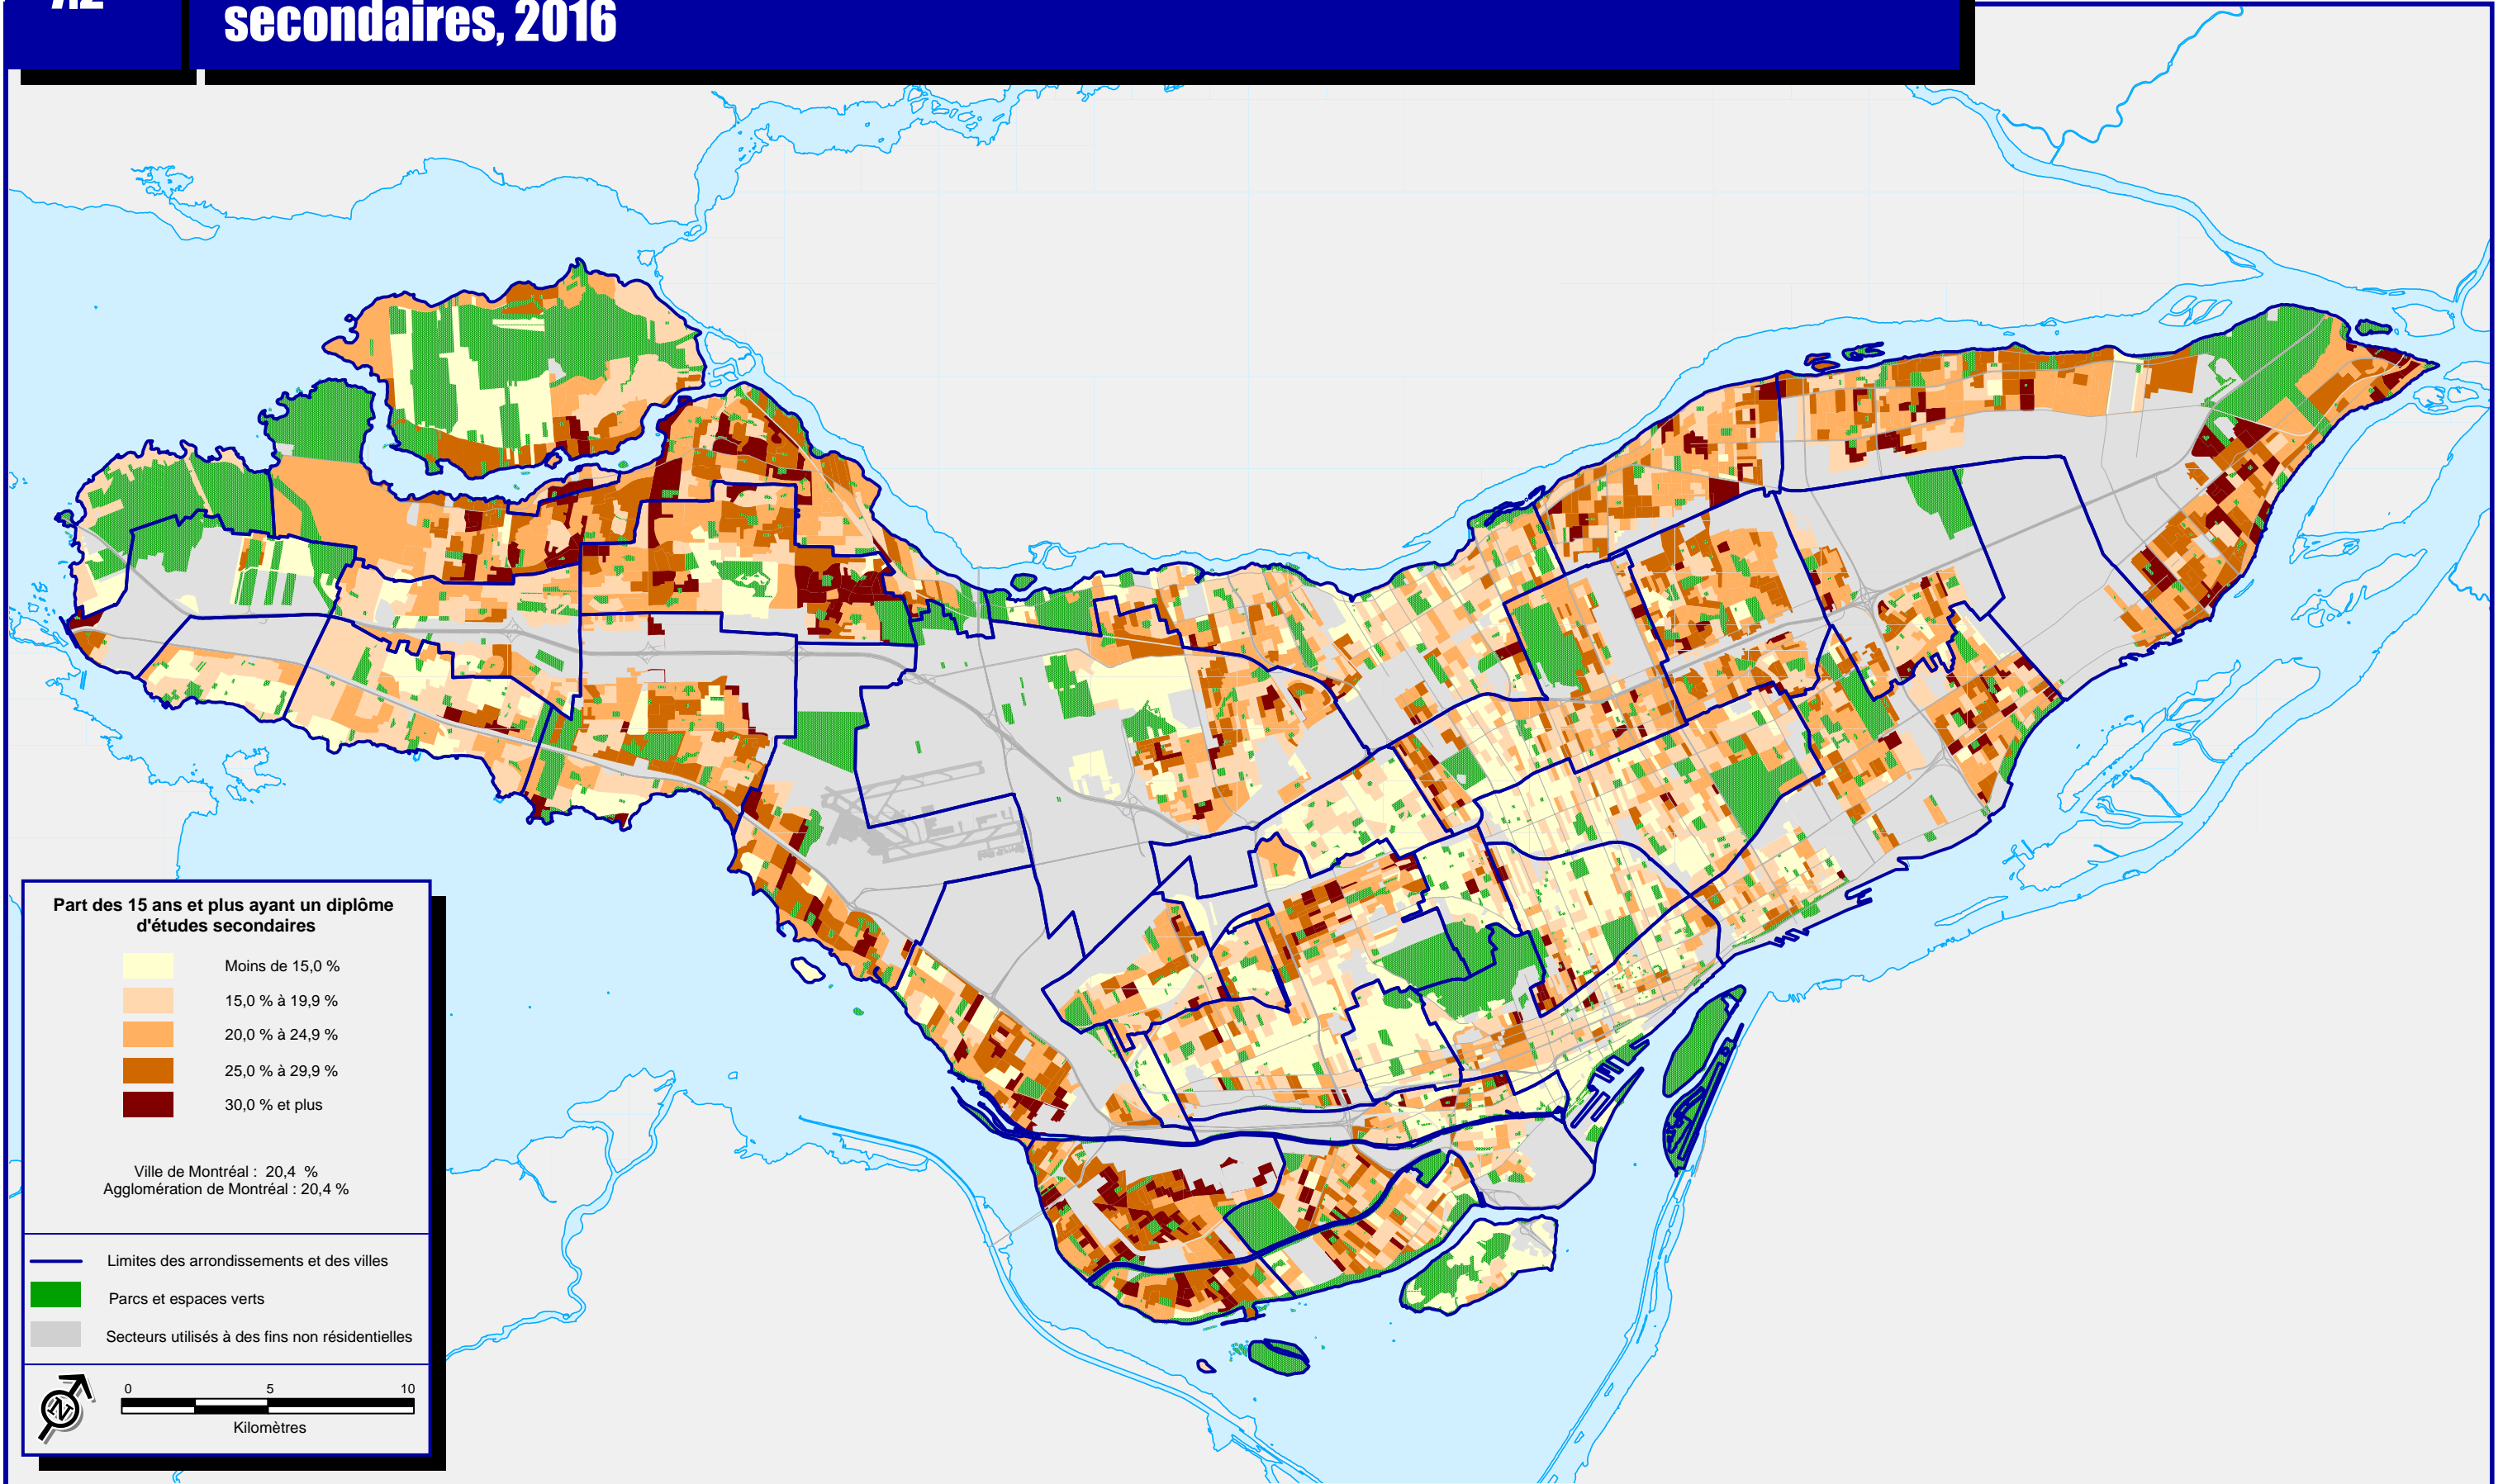 secondaires, 2016
Part des 15 ans et plus ayant un diplôme
d'études secondaires
Moins de 15,0 %
15,0 % à 19,9 %
20,0 % à 24,9 %
25,0 % à 29,9 %
30,0 % et plus
Ville de Montréal : 20,4 %
Agglomération de Montréal : 20,4 %
Limites des arrondissements et des villes
Parcs et espaces verts
Secteurs utilisés à des fins non résidentielles
N
0 5 10
Kilomètres